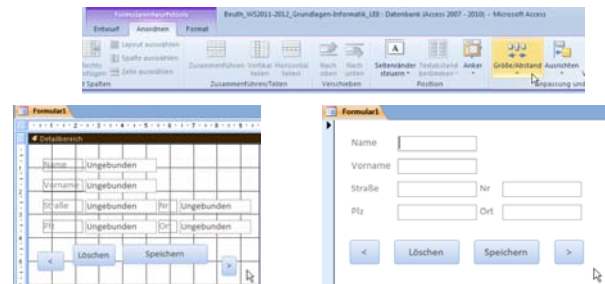 Formularentwurfstools Beuth_WS2011-2012_Grundlagen-Informatik_LE8 : Datenbank (Access 2007 - 2010) - Microsoft Access
Entwurf Anordnen Format
Layout auswählen
Spalte auswählen
Zeile auswählen
Rechts
Spalten
Zusammenführen Vertikal teilen Horizontal teilen
Zusammenführen/Teilen
Nach oben Nach unten
Verschieben
Seitenränder steuern Textabstand bestimmen Anker
Position
Größe/Abstand Ausrichten
Anpassung und
Formular1
Detailbereich
Name Ungebunden
Vorname Ungebunden
Straße Ungebunden Nr Ungebunden
Plz Ungebunden Ort Ungebunden
< Löschen Speichern >
Formular1
Name
Vorname
Straße Nr
Plz Ort
< Löschen Speichern >